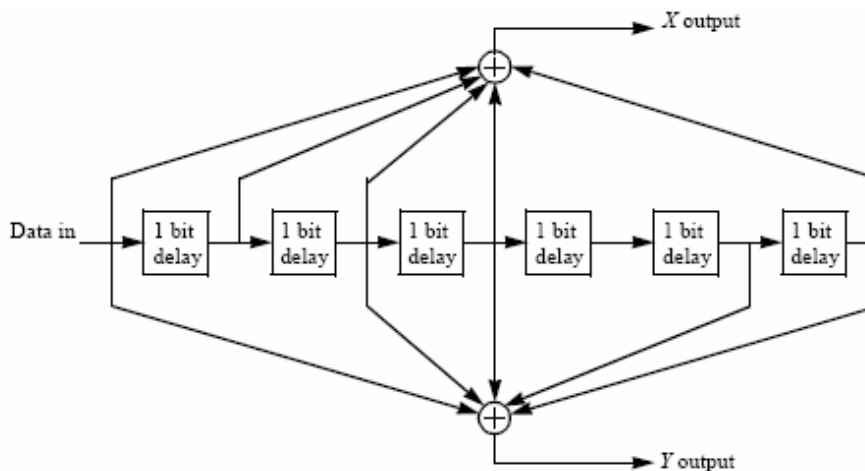 X output
Data in
1 bit
delay
1 bit
delay
1 bit
delay
1 bit
delay
1 bit
delay
1 bit
delay
Y output